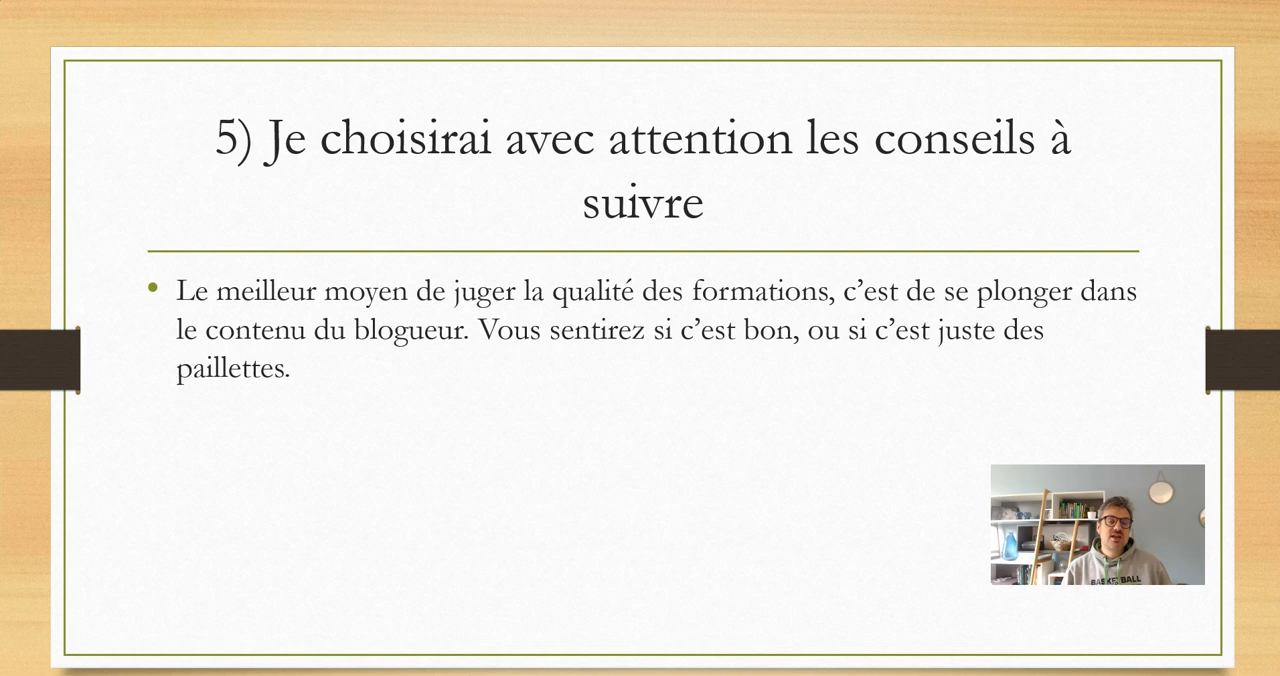 5) Je choisirai avec attention les conseils à
suivre
• Le meilleur moyen de juger la qualité des formations, c’est de se plonger dans
le contenu du blogueur. Vous sentirez si c’est bon, ou si c’est juste des
paillettes.
BASKETBALL